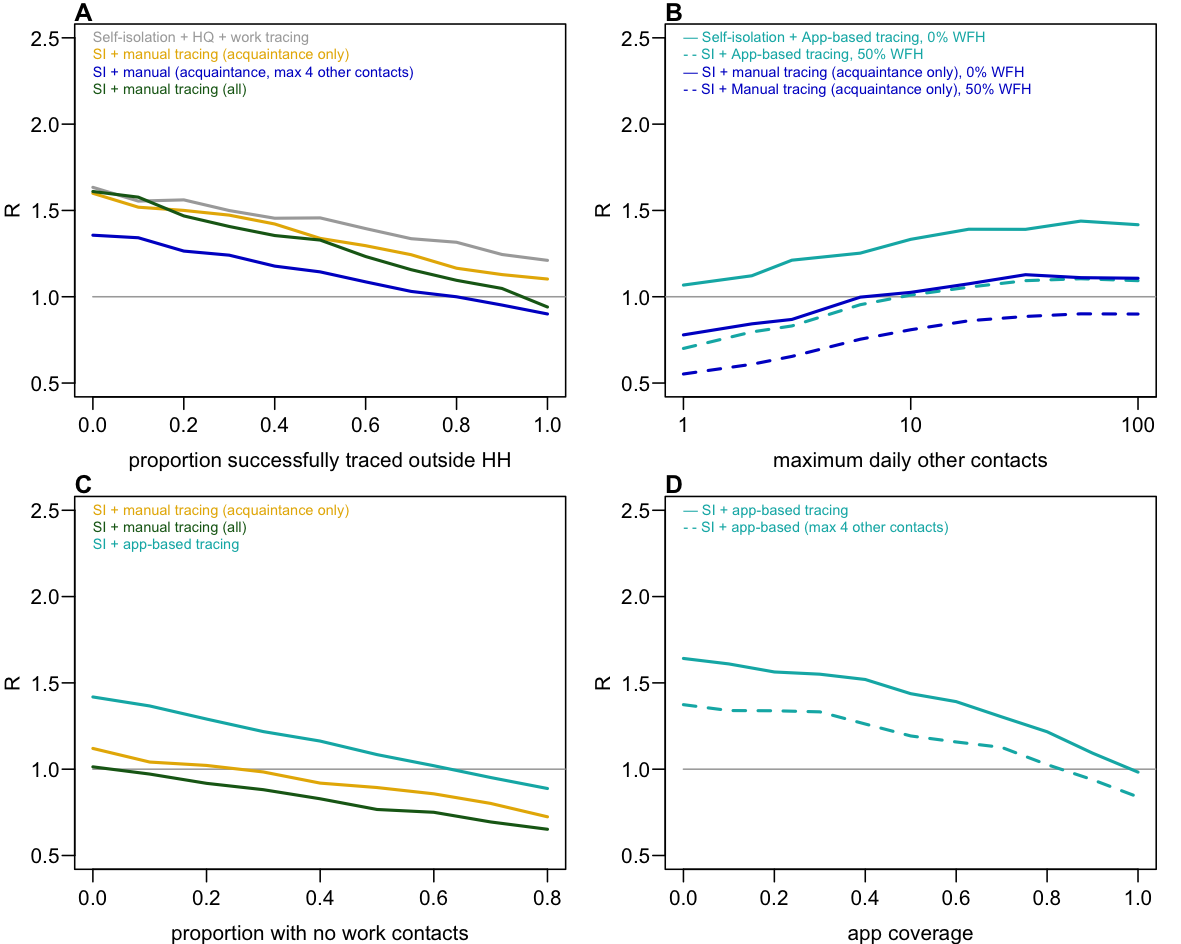 A
Self-isolation + HQ + work tracing
SI + manual tracing (acquaintance only)
SI + manual (acquaintance, max 4 other contacts)
SI + manual tracing (all)
2.5
2.0
1.5
1.0
0.5
R
0.0 0.2 0.4 0.6 0.8 1.0
proportion successfully traced outside HH
B
— Self-isolation + App-based tracing, 0% WFH
- - SI + App-based tracing, 50% WFH
— SI + manual tracing (acquaintance only), 0% WFH
- - SI + Manual tracing (acquaintance only), 50% WFH
2.5
2.0
1.5
1.0
0.5
R
1 10 100
maximum daily other contacts
C
SI + manual tracing (acquaintance only)
SI + manual tracing (all)
SI + app-based tracing
2.5
2.0
1.5
1.0
0.5
R
0.0 0.2 0.4 0.6 0.8
proportion with no work contacts
D
— SI + app-based tracing
- - SI + app-based (max 4 other contacts)
2.5
2.0
1.5
1.0
0.5
R
0.0 0.2 0.4 0.6 0.8 1.0
app coverage